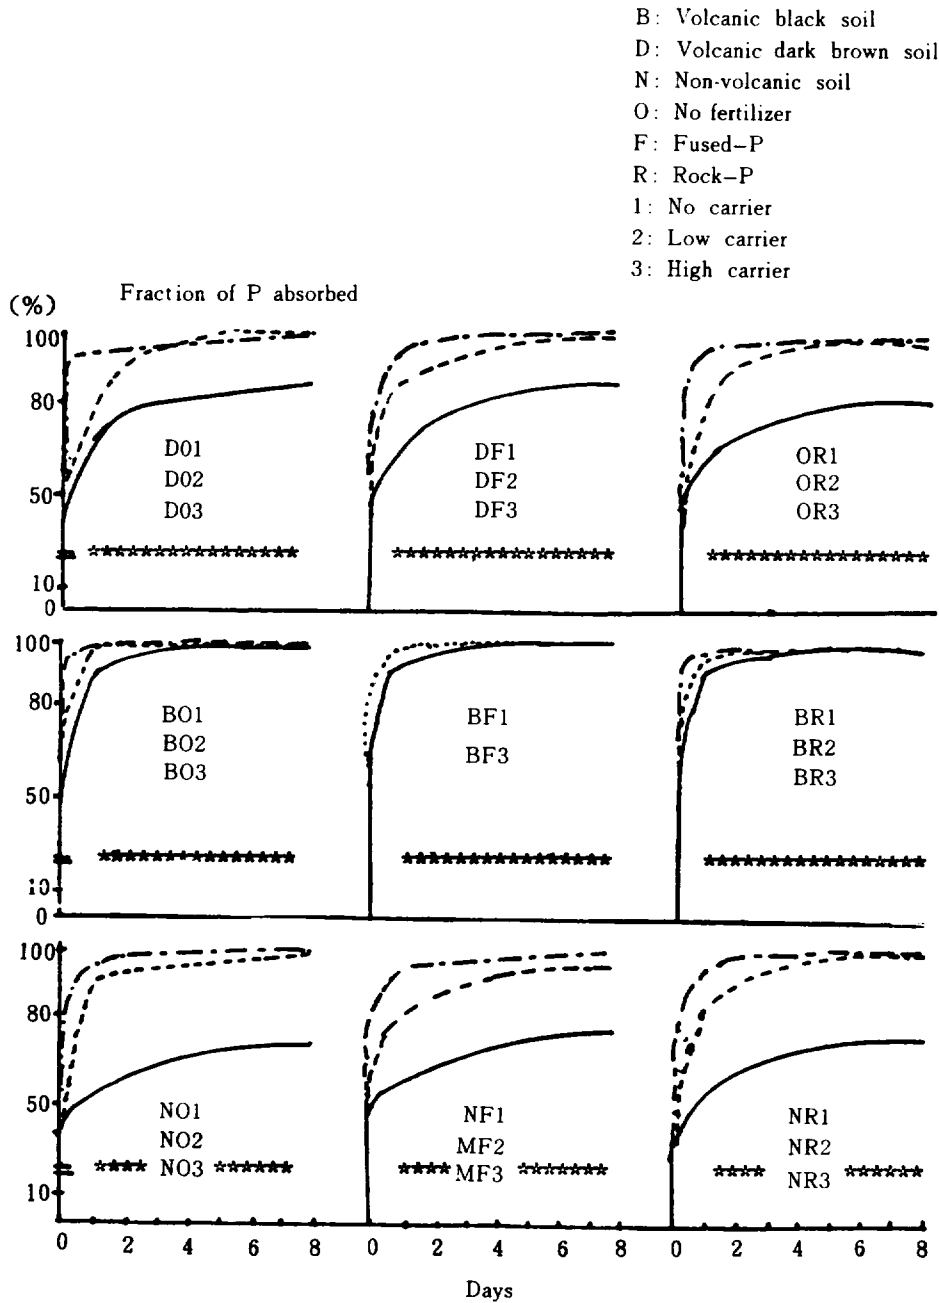 B: Volcanic black soil
D: Volcanic dark brown soil
N: Non-volcanic soil
O: No fertilizer
F: Fused–P
R: Rock–P
1: No carrier
2: Low carrier
3: High carrier
(%)
Fraction of P absorbed
100
80
50
10
0
DO1
DO2
DO3
DF1
DF2
DF3
OR1
OR2
OR3
100
80
50
10
0
BO1
BO2
BO3
BF1
BF3
BR1
BR2
BR3
100
80
50
10
NO1
NO2
NO3
NF1
MF2
MF3
NR1
NR2
NR3
0 2 4 6 8 0 2 4 6 8 0 2 4 6 8
Days